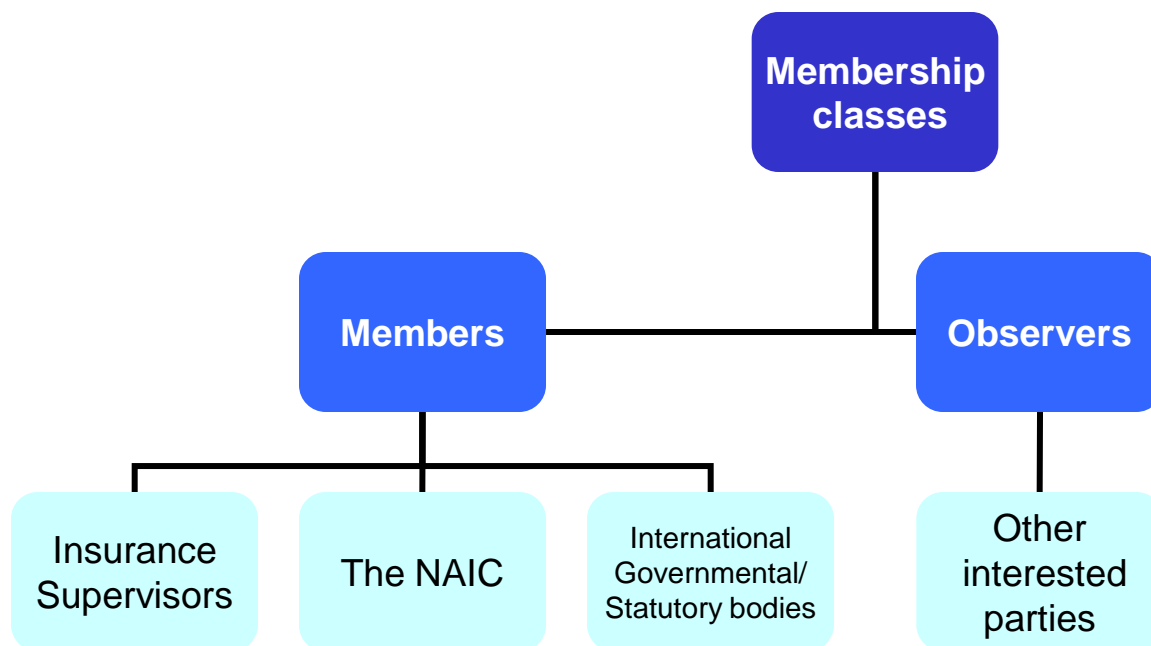 Membership
classes
Members
Observers
Insurance
Supervisors
The NAIC
International
Governmental/
Statutory bodies
Other
interested
parties